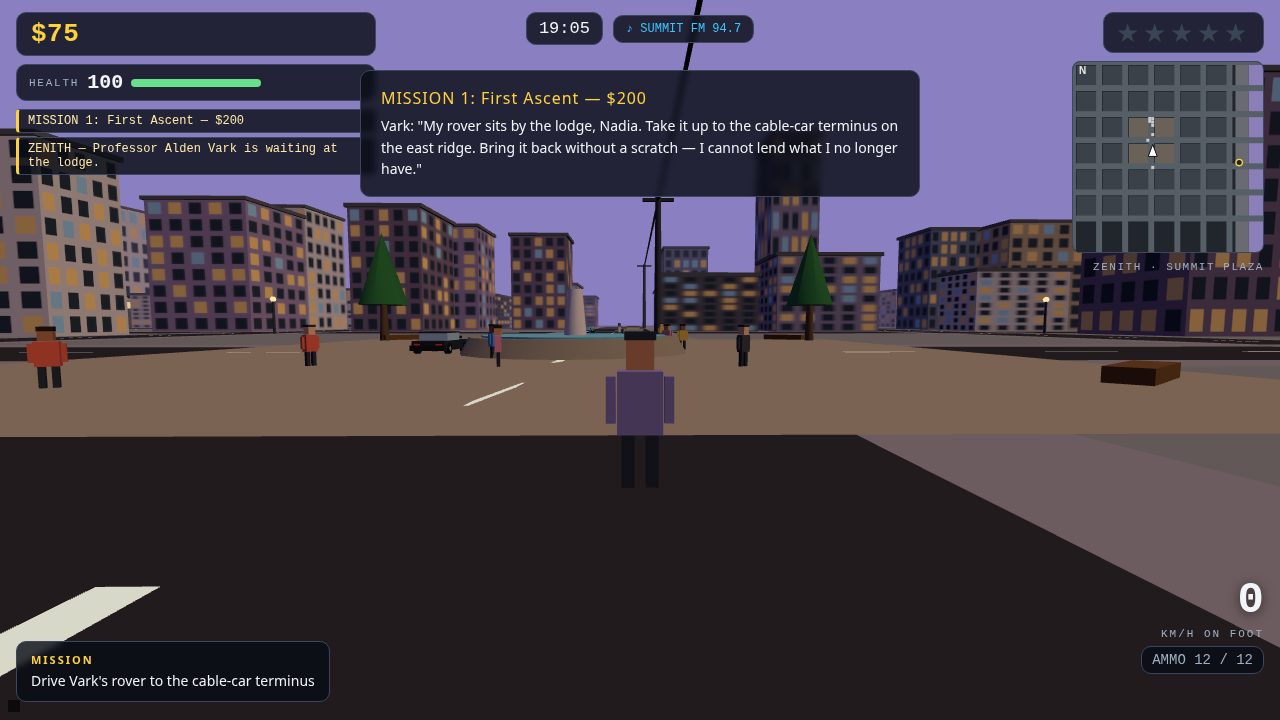 $75
19:05
♪ SUMMIT FM 94.7
★★★★★
HEALTH 100
MISSION 1: First Ascent — $200
ZENITH — Professor Alden Vark is waiting at
the lodge.
MISSION 1: First Ascent — $200
Vark: "My rover sits by the lodge, Nadia. Take it up to the cable-car terminus on
the east ridge. Bring it back without a scratch — I cannot lend what I no longer
have."
N
ZENITH · SUMMIT PLAZA
0
KM/H ON FOOT
AMMO 12 / 12
MISSION
Drive Vark's rover to the cable-car terminus